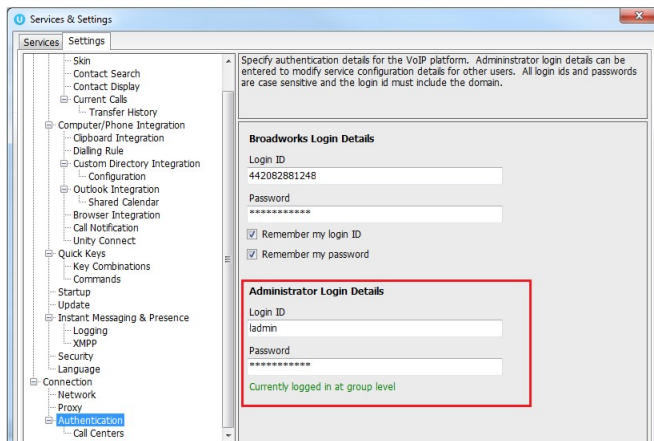 Services & Settings
Services
Settings
Skin
Contact Search
Contact Display
Current Calls
Transfer History
Computer/Phone Integration
Clipboard Integration
Dialling Rule
Custom Directory Integration
Configuration
Outlook Integration
Shared Calendar
Browser Integration
Call Notification
Unity Connect
Quick Keys
Key Combinations
Commands
Startup
Update
Instant Messaging & Presence
Logging
XMPP
Security
Language
Connection
Network
Proxy
Authentication
Call Centers
Specify authentication details for the VoIP platform. Admininstrator login details can be
entered to modify service configuration details for other users. All login ids and passwords
are case sensitive and the login id must include the domain.
Broadworks Login Details
Login ID
442082881248
Password
***********
Remember my login ID
Remember my password
Administrator Login Details
Login ID
ladmin
Password
***********
Currently logged in at group level